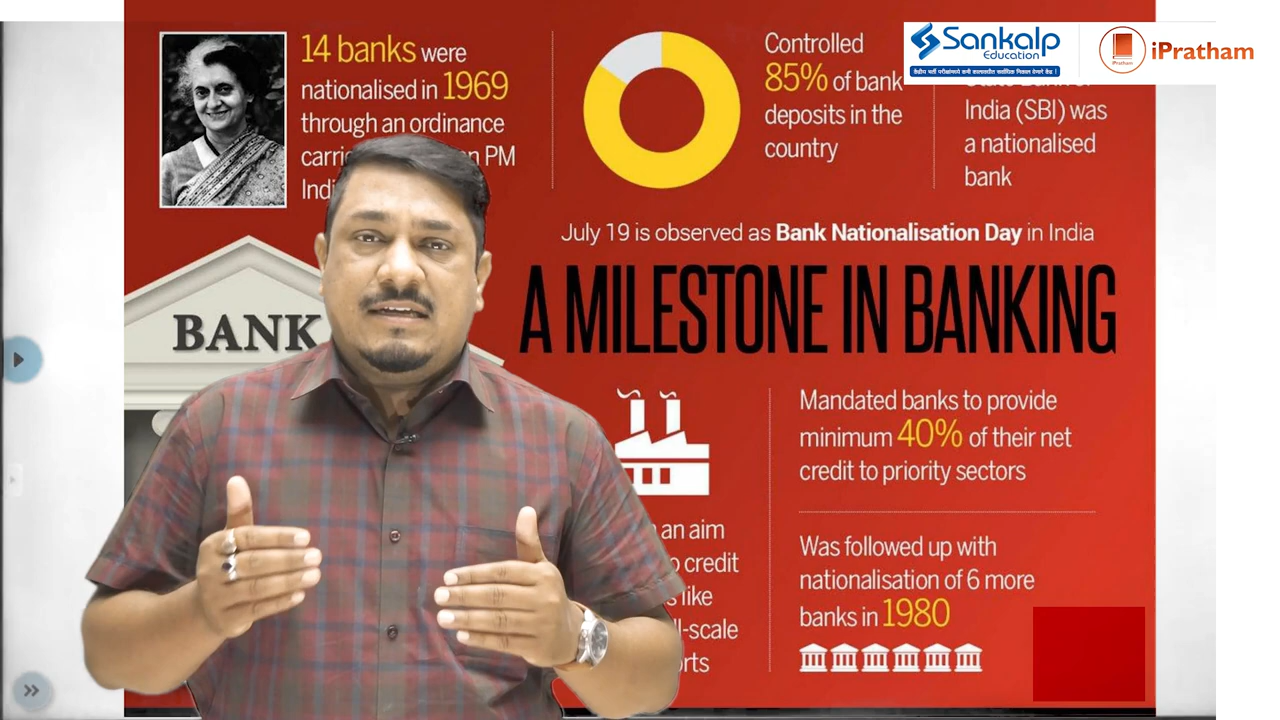 14 banks were
nationalised in 1969
through an ordinance
PM
Controlled
85% of bank
deposits in the
country
India (SBI) was
a nationalised
bank
Sankalp
Education
iPratham
iPratham
July 19 is observed as Bank Nationalisation Day in India
A MILESTONE IN BANKING
BANK
an aim
credit
like
Mandated banks to provide
minimum 40% of their net
credit to priority sectors
Was followed up with
nationalisation of 6 more
banks in 1980